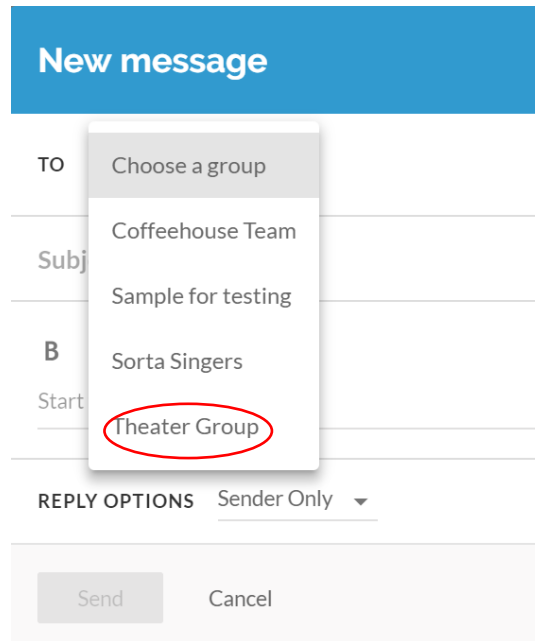 New message
TO
Choose a group
Coffeehouse Team
Subj
Sample for testing
B
Sorta Singers
Start
Theater Group
REPLY OPTIONS Sender Only
Send Cancel